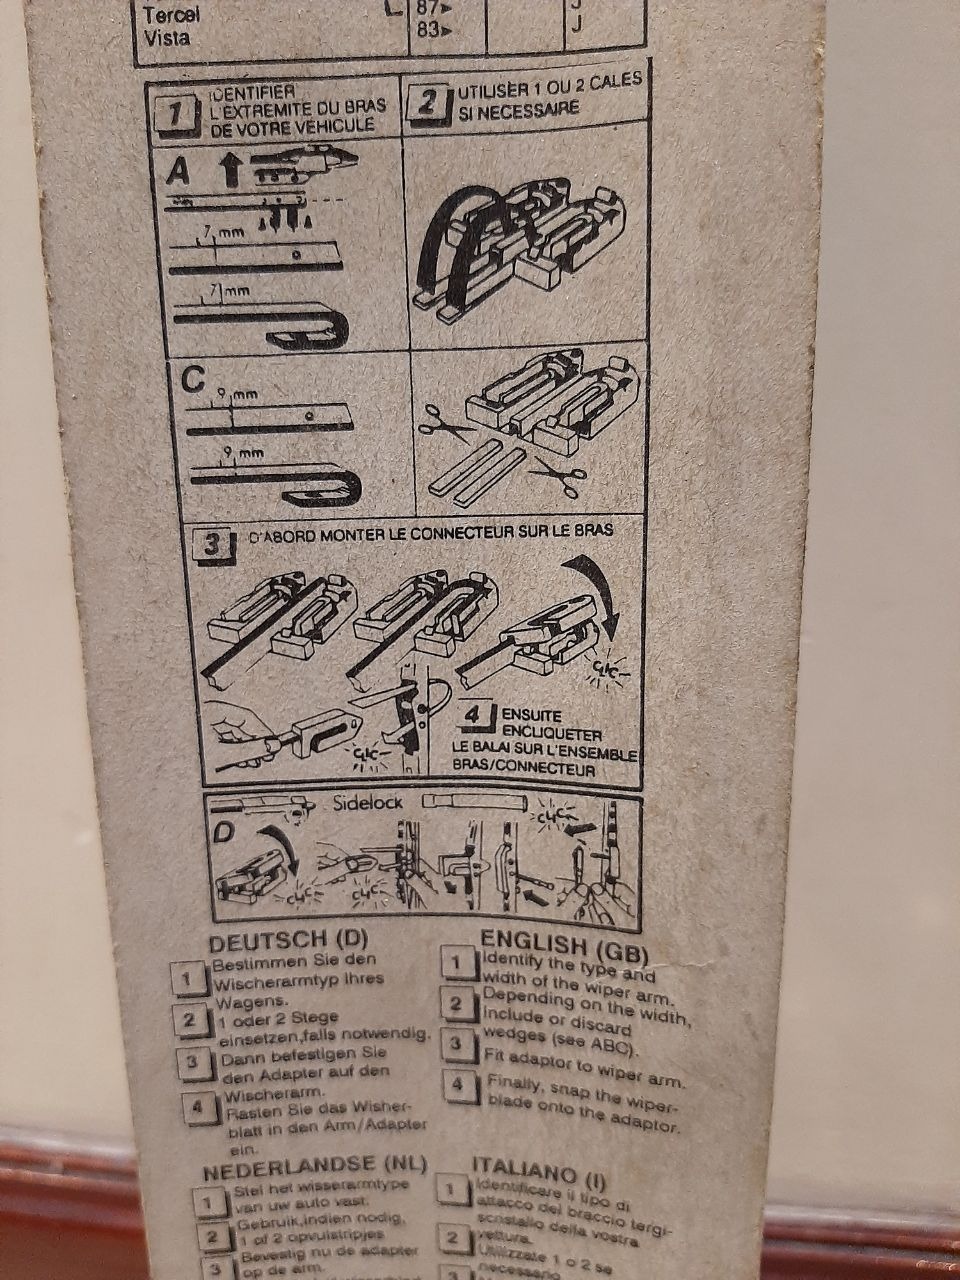 Tercel L 87► J
Vista 83► J
1 IDENTIFIER
L'EXTREMITE DU BRAS
DE VOTRE VEHICULE
2 UTILISER 1 OU 2 CALES
SI NECESSAIRE
A
7 mm
7 mm
C
9 mm
9 mm
3 D'ABORD MONTER LE CONNECTEUR SUR LE BRAS
CLIC
CLIC
4 ENSUITE
ENCLIQUETER
LE BALAI SUR L'ENSEMBLE
BRAS/CONNECTEUR
Sidelock
CLIC
D
CLIC
CLIC
DEUTSCH (D)
1 Bestimmen Sie den
Wischerarmtyp Ihres
Wagens.
2 1 oder 2 Stege
einsetzen,falls notwendig.
3 Dann befestigen Sie
den Adapter auf den
Wischerarm.
4 Rasten Sie das Wisher-
blatt in den Arm/Adapter
ein.
ENGLISH (GB)
1 Identify the type and
width of the wiper arm.
2 Depending on the width,
include or discard
wedges (see ABC).
3 Fit adaptor to wiper arm.
4 Finally, snap the wiper-
blade onto the adaptor.
NEDERLANDSE (NL)
1 Stel het wisserarmtype
van uw auto vast.
2 Gebruik,indien nodig,
1 of 2 opvulstripjes
3 Bevestig nu de adapter
op de arm.
ITALIANO (I)
1 Identificare il tipo di
attacco del braccio tergi-
scristallo della vostra
vettura.
2 Utilizzate 1 o 2 se
necessario
3